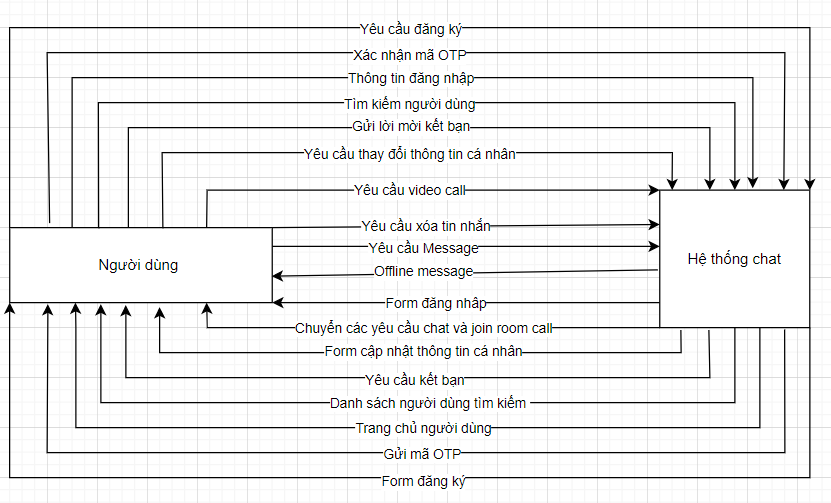 Yêu cầu đăng ký
Xác nhận mã OTP
Thông tin đăng nhập
Tìm kiếm người dùng
Gửi lời mời kết bạn
Yêu cầu thay đổi thông tin cá nhân
Yêu cầu video call
Yêu cầu xóa tin nhắn
Yêu cầu Message
Người dùng
Hệ thống chat
Offline message
Form đăng nhâp
Chuyển các yêu cầu chat và join room call
Form cập nhật thông tin cá nhân
Yêu cầu kết bạn
Danh sách người dùng tìm kiếm
Trang chủ người dùng
Gửi mã OTP
Form đăng ký